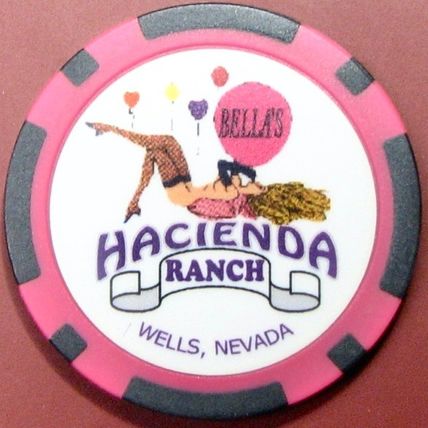 BELLA'S
HACIENDA
RANCH
WELLS, NEVADA